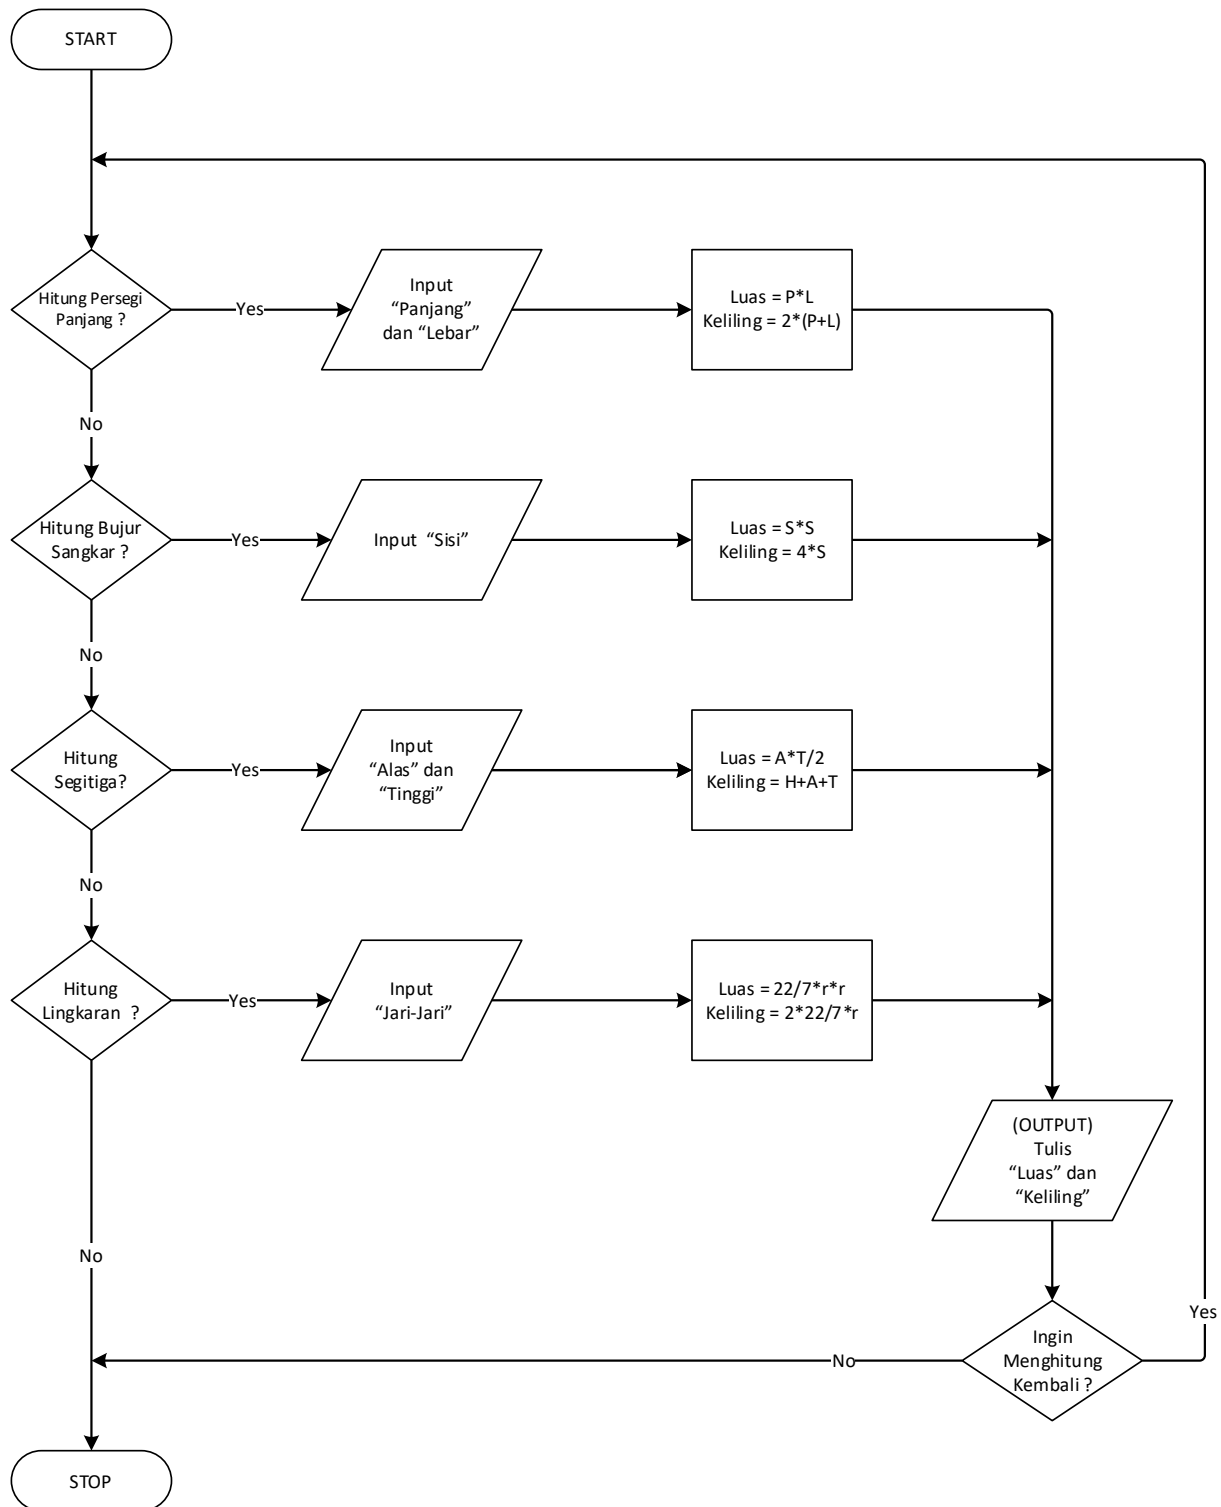 START
Hitung Persegi
Panjang ?
Yes
Input
“Panjang”
dan “Lebar”
Luas = P*L
Keliling = 2*(P+L)
No
Hitung Bujur
Sangkar ?
Yes
Input “Sisi”
Luas = S*S
Keliling = 4*S
No
Hitung
Segitiga?
Yes
Input
“Alas” dan
“Tinggi”
Luas = A*T/2
Keliling = H+A+T
No
Hitung
Lingkaran ?
Yes
Input
“Jari-Jari”
Luas = 22/7*r*r
Keliling = 2*22/7*r
(OUTPUT)
Tulis
“Luas” dan
“Keliling”
No
Yes
Ingin
Menghitung
Kembali ?
No
STOP